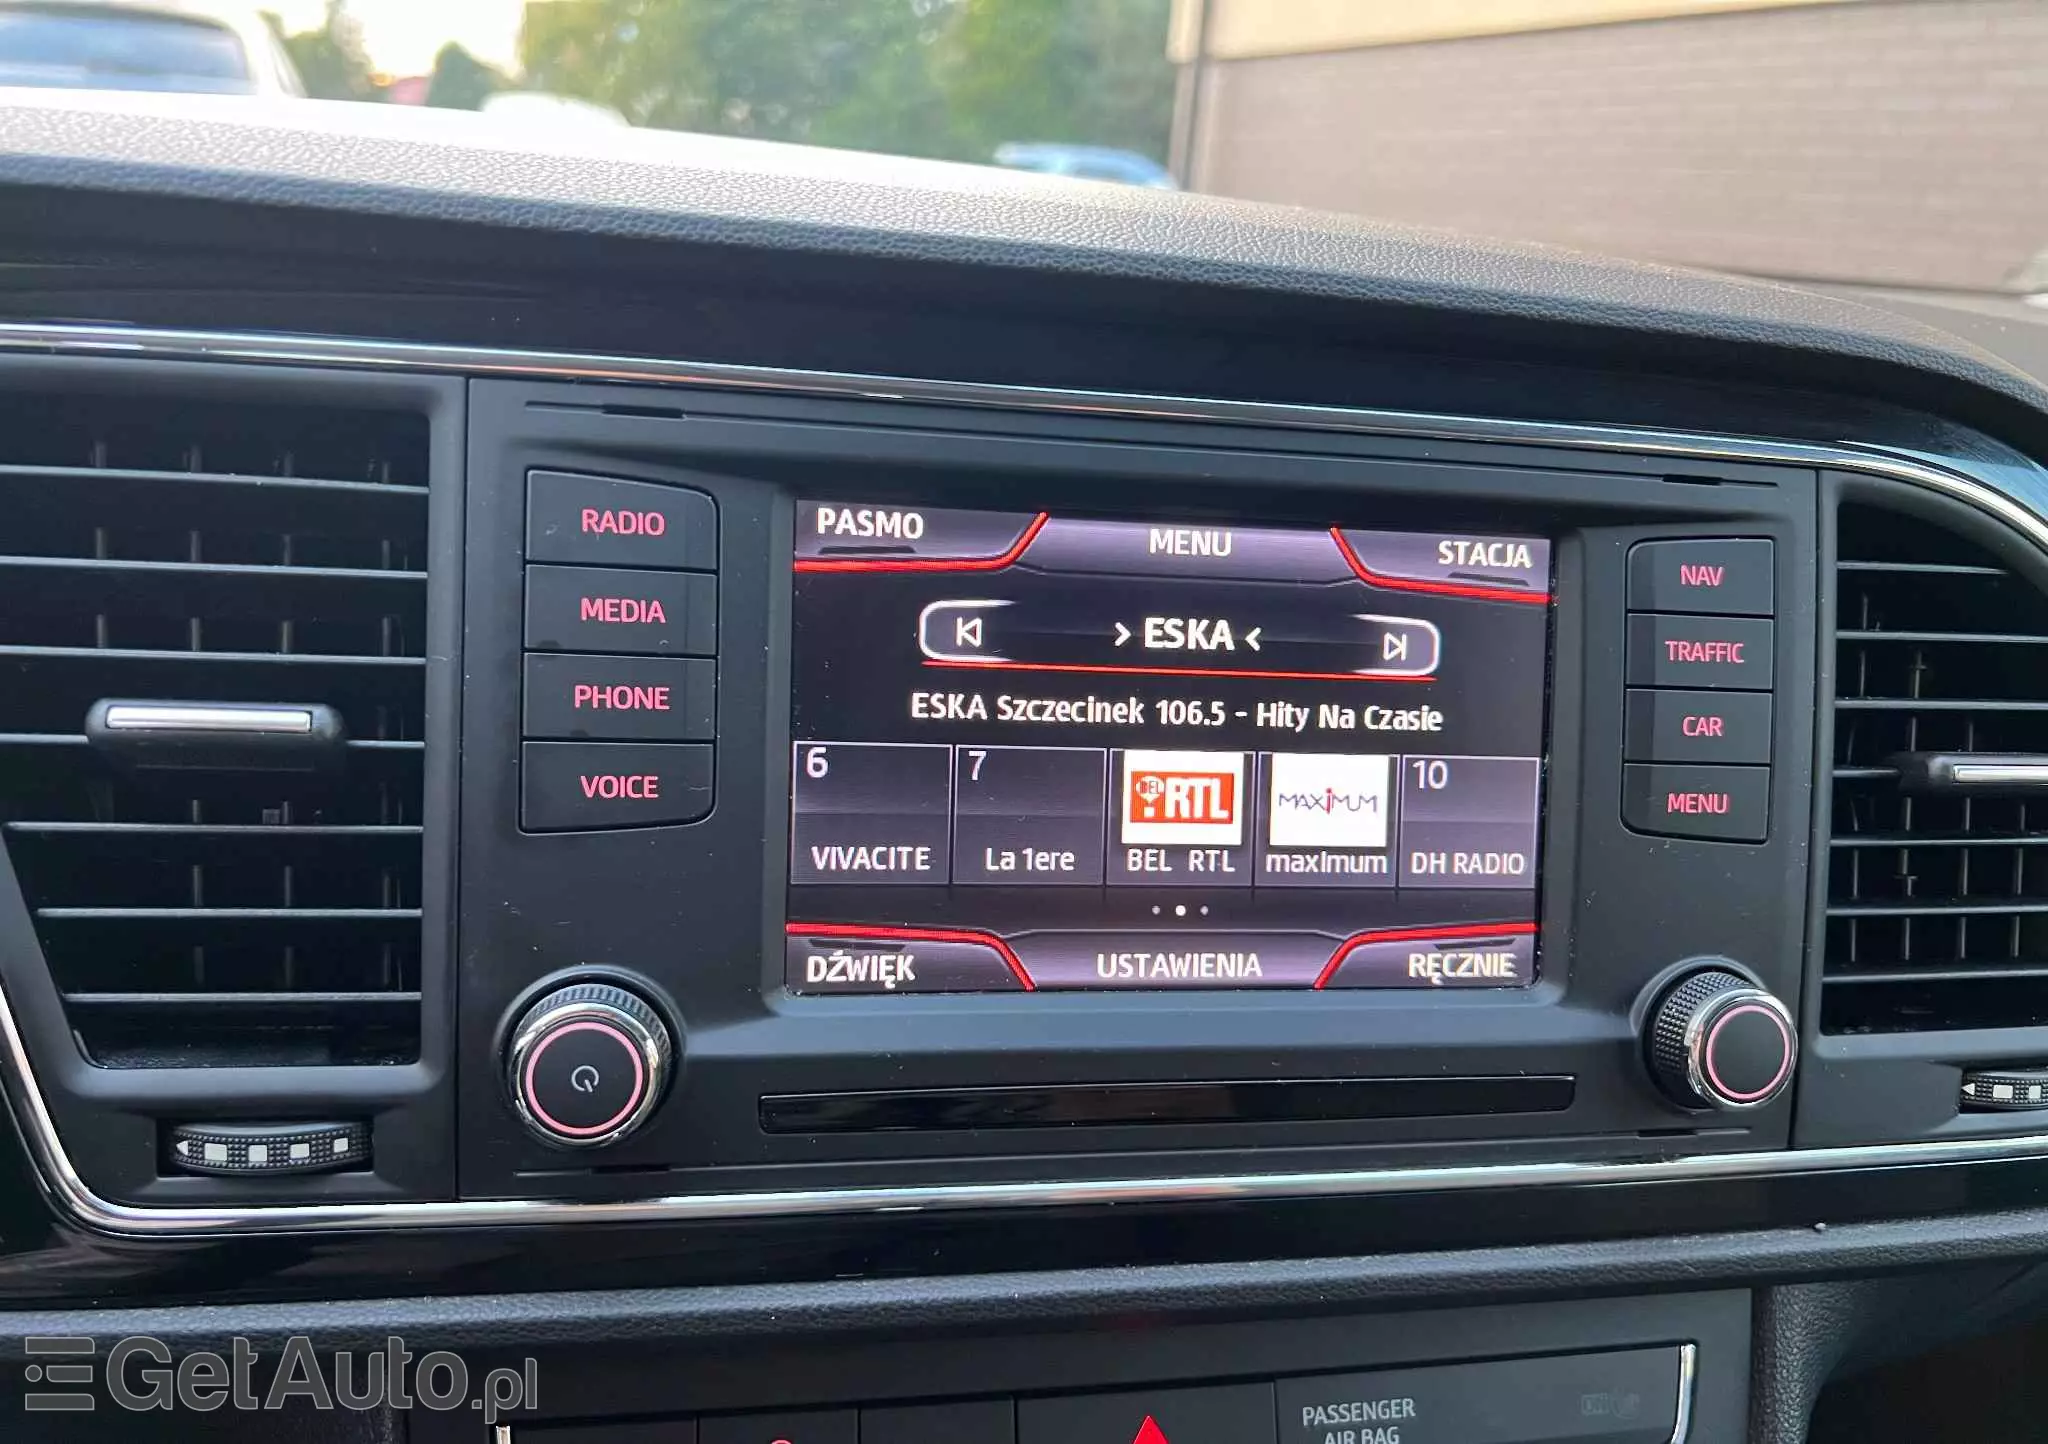 RADIO
MEDIA
PHONE
VOICE
PASMO
MENU
STACJA
> ESKA <
ESKA Szczecinek 106.5 - Hity Na Czasie
6
7
10
BEL RTL
MAXiMUM
VIVACITE
La 1ere
BEL RTL
maxImum
DH RADIO
DŹWIĘK
USTAWIENIA
RĘCZNIE
NAV
TRAFFIC
CAR
MENU
PASSENGER
AIR BAG
GetAuto.pl